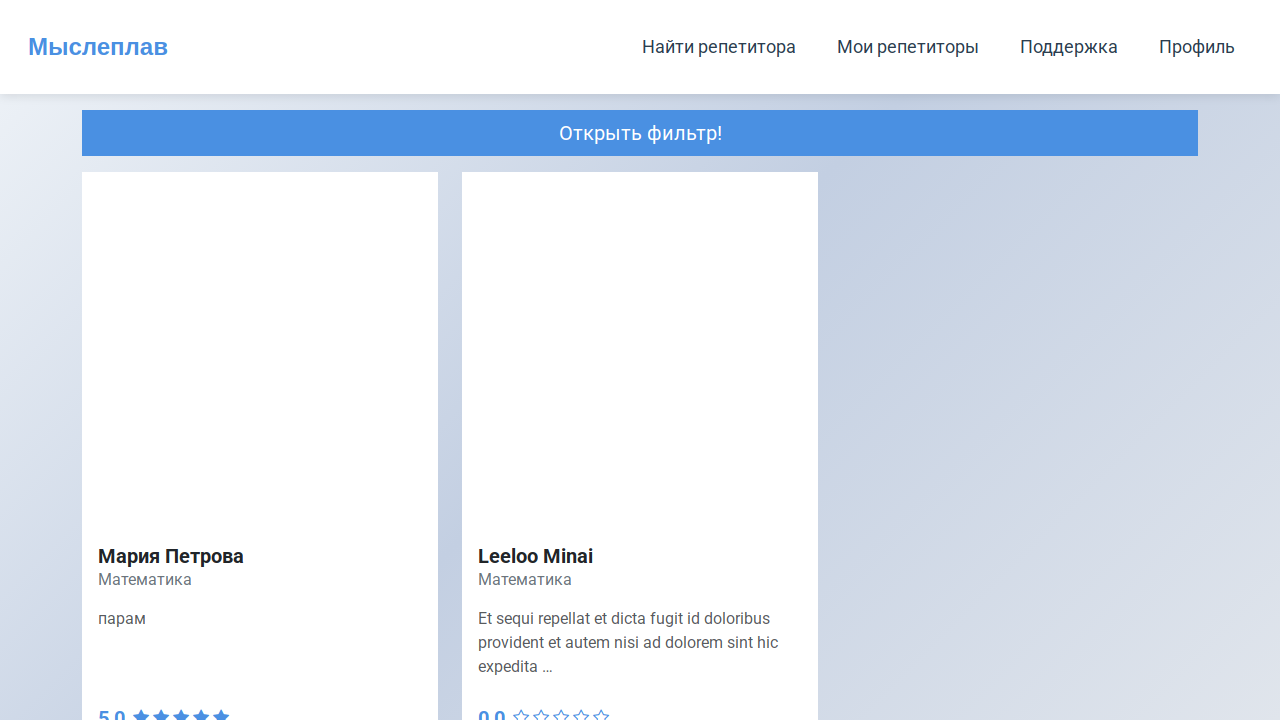 Мыслеплав
Найти репетитора
Мои репетиторы
Поддержка
Профиль
Открыть фильтр!
Мария Петрова
Математика
парам
5.0
Leeloo Minai
Математика
Et sequi repellat et dicta fugit id doloribus
provident et autem nisi ad dolorem sint hic
expedita ...
0.0